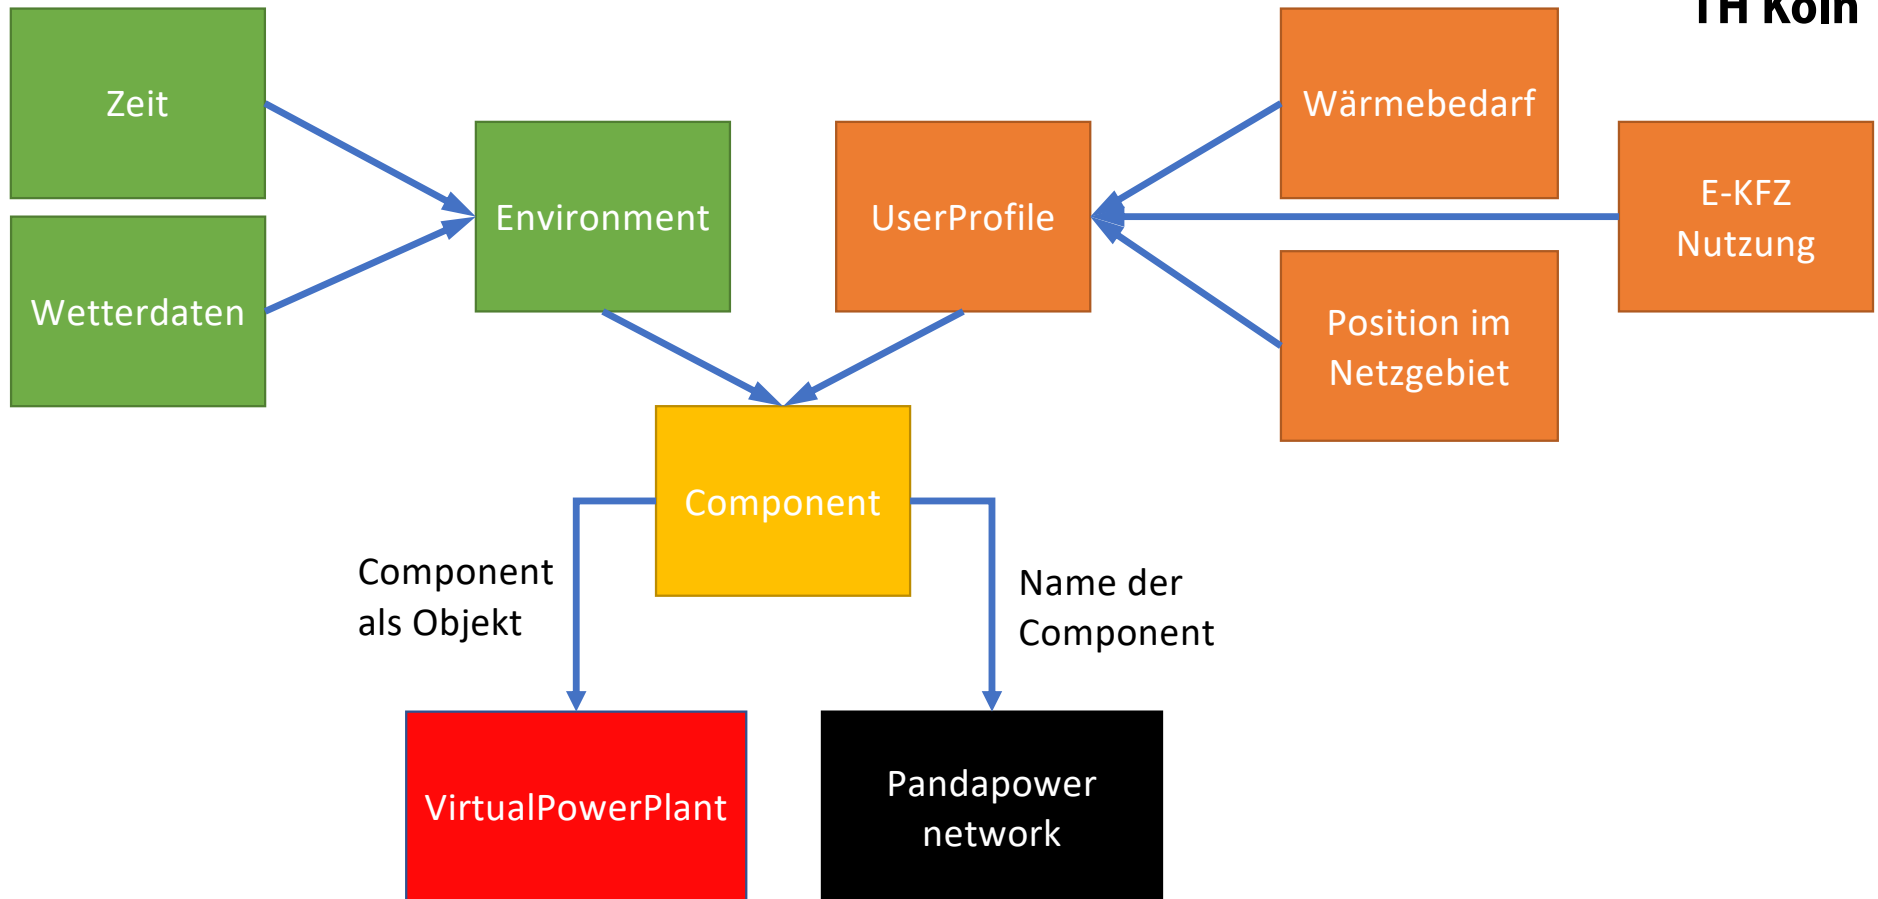 TH Köln
Zeit
Wärmebedarf
Environment
UserProfile
E-KFZ
Nutzung
Wetterdaten
Position im
Netzgebiet
Component
Component
als Objekt
Name der
Component
VirtualPowerPlant
Pandapower
network